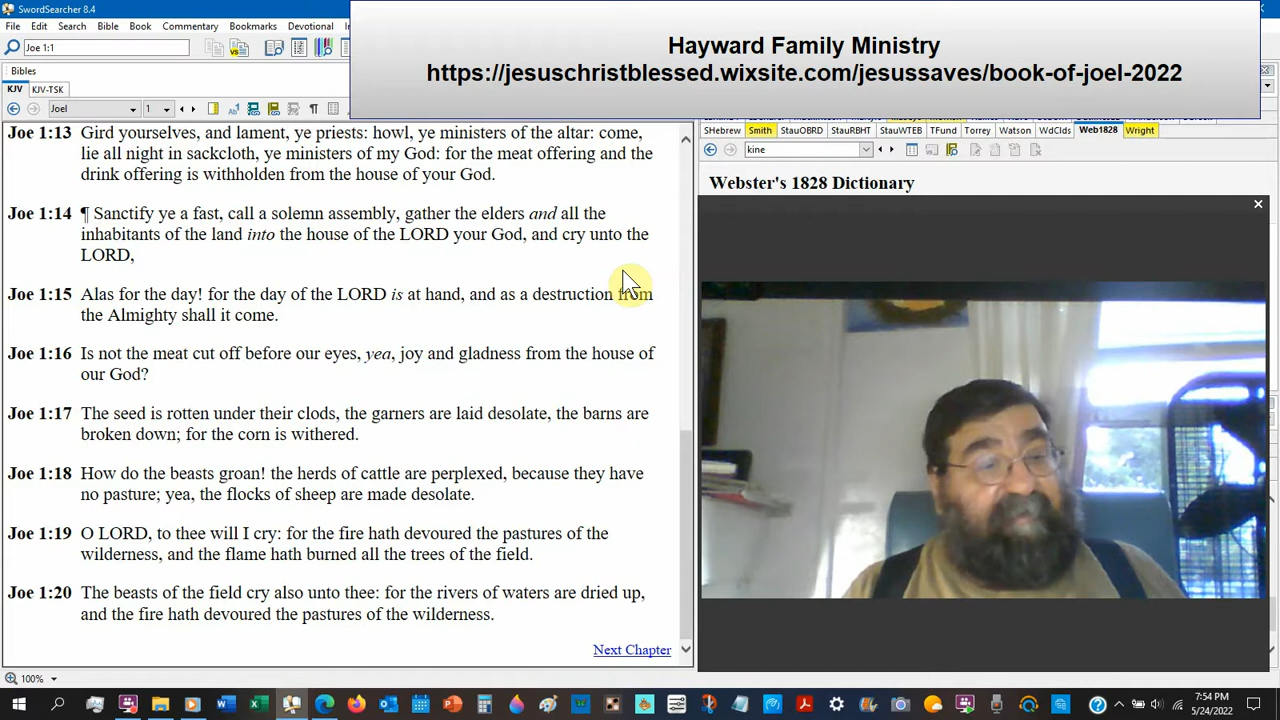 SwordSearcher 8.4
File Edit Search Bible Book Commentary Bookmarks Devotional
Joe 1:1
Bibles
KJV KJV-TSK
Joel 1
Hayward Family Ministry
https://jesuschristblessed.wixsite.com/jesussaves/book-of-joel-2022
Joe 1:13 Gird yourselves, and lament, ye priests: howl, ye ministers of the altar: come,
lie all night in sackcloth, ye ministers of my God: for the meat offering and the
drink offering is withholden from the house of your God.
Joe 1:14 ¶ Sanctify ye a fast, call a solemn assembly, gather the elders and all the
inhabitants of the land into the house of the LORD your God, and cry unto the
LORD,
Joe 1:15 Alas for the day! for the day of the LORD is at hand, and as a destruction from
the Almighty shall it come.
Joe 1:16 Is not the meat cut off before our eyes, yea, joy and gladness from the house of
our God?
Joe 1:17 The seed is rotten under their clods, the garners are laid desolate, the barns are
broken down; for the corn is withered.
Joe 1:18 How do the beasts groan! the herds of cattle are perplexed, because they have
no pasture; yea, the flocks of sheep are made desolate.
Joe 1:19 O LORD, to thee will I cry: for the fire hath devoured the pastures of the
wilderness, and the flame hath burned all the trees of the field.
Joe 1:20 The beasts of the field cry also unto thee: for the rivers of waters are dried up,
and the fire hath devoured the pastures of the wilderness.
Next Chapter
100%
SHebrew Smith StauOBRD StauRBHT StauWTEB TFund Torrey Watson WdClds Web1828 Wright
kine
Webster's 1828 Dictionary
7:54 PM
5/24/2022